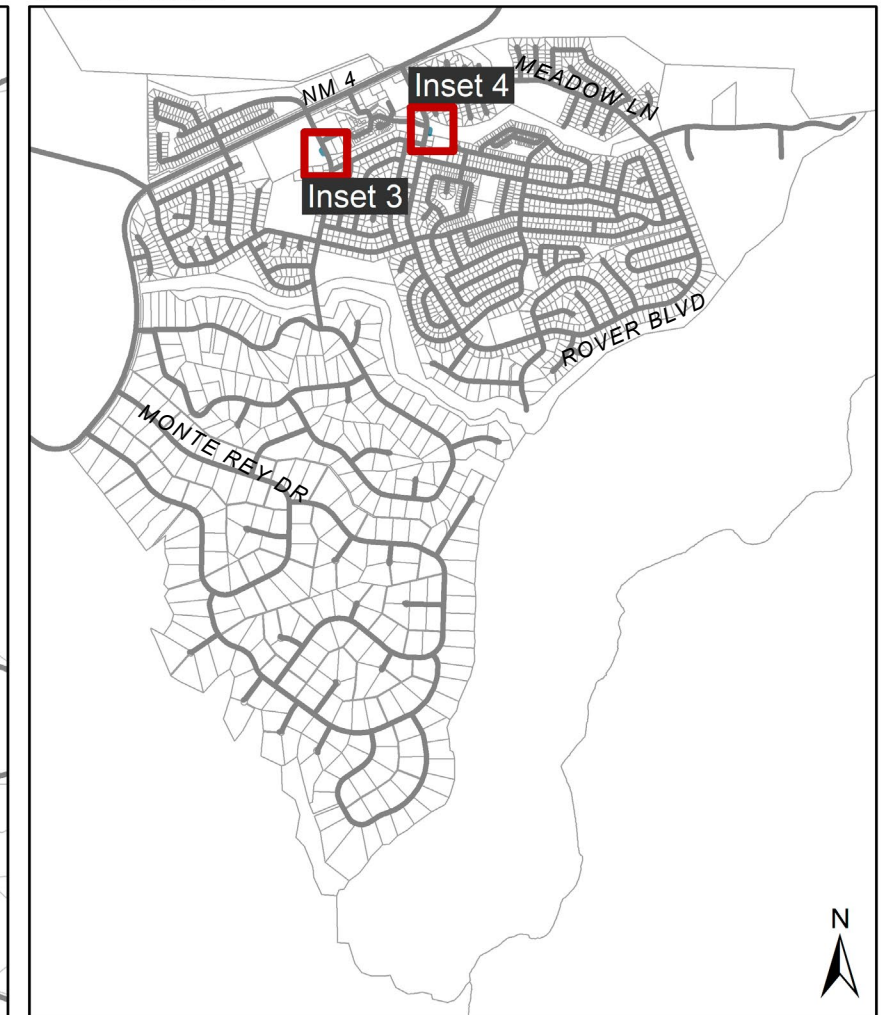 NM 4
Inset 4
MEADOW LN
Inset 3
ROVER BLVD
MONTE REY DR
N